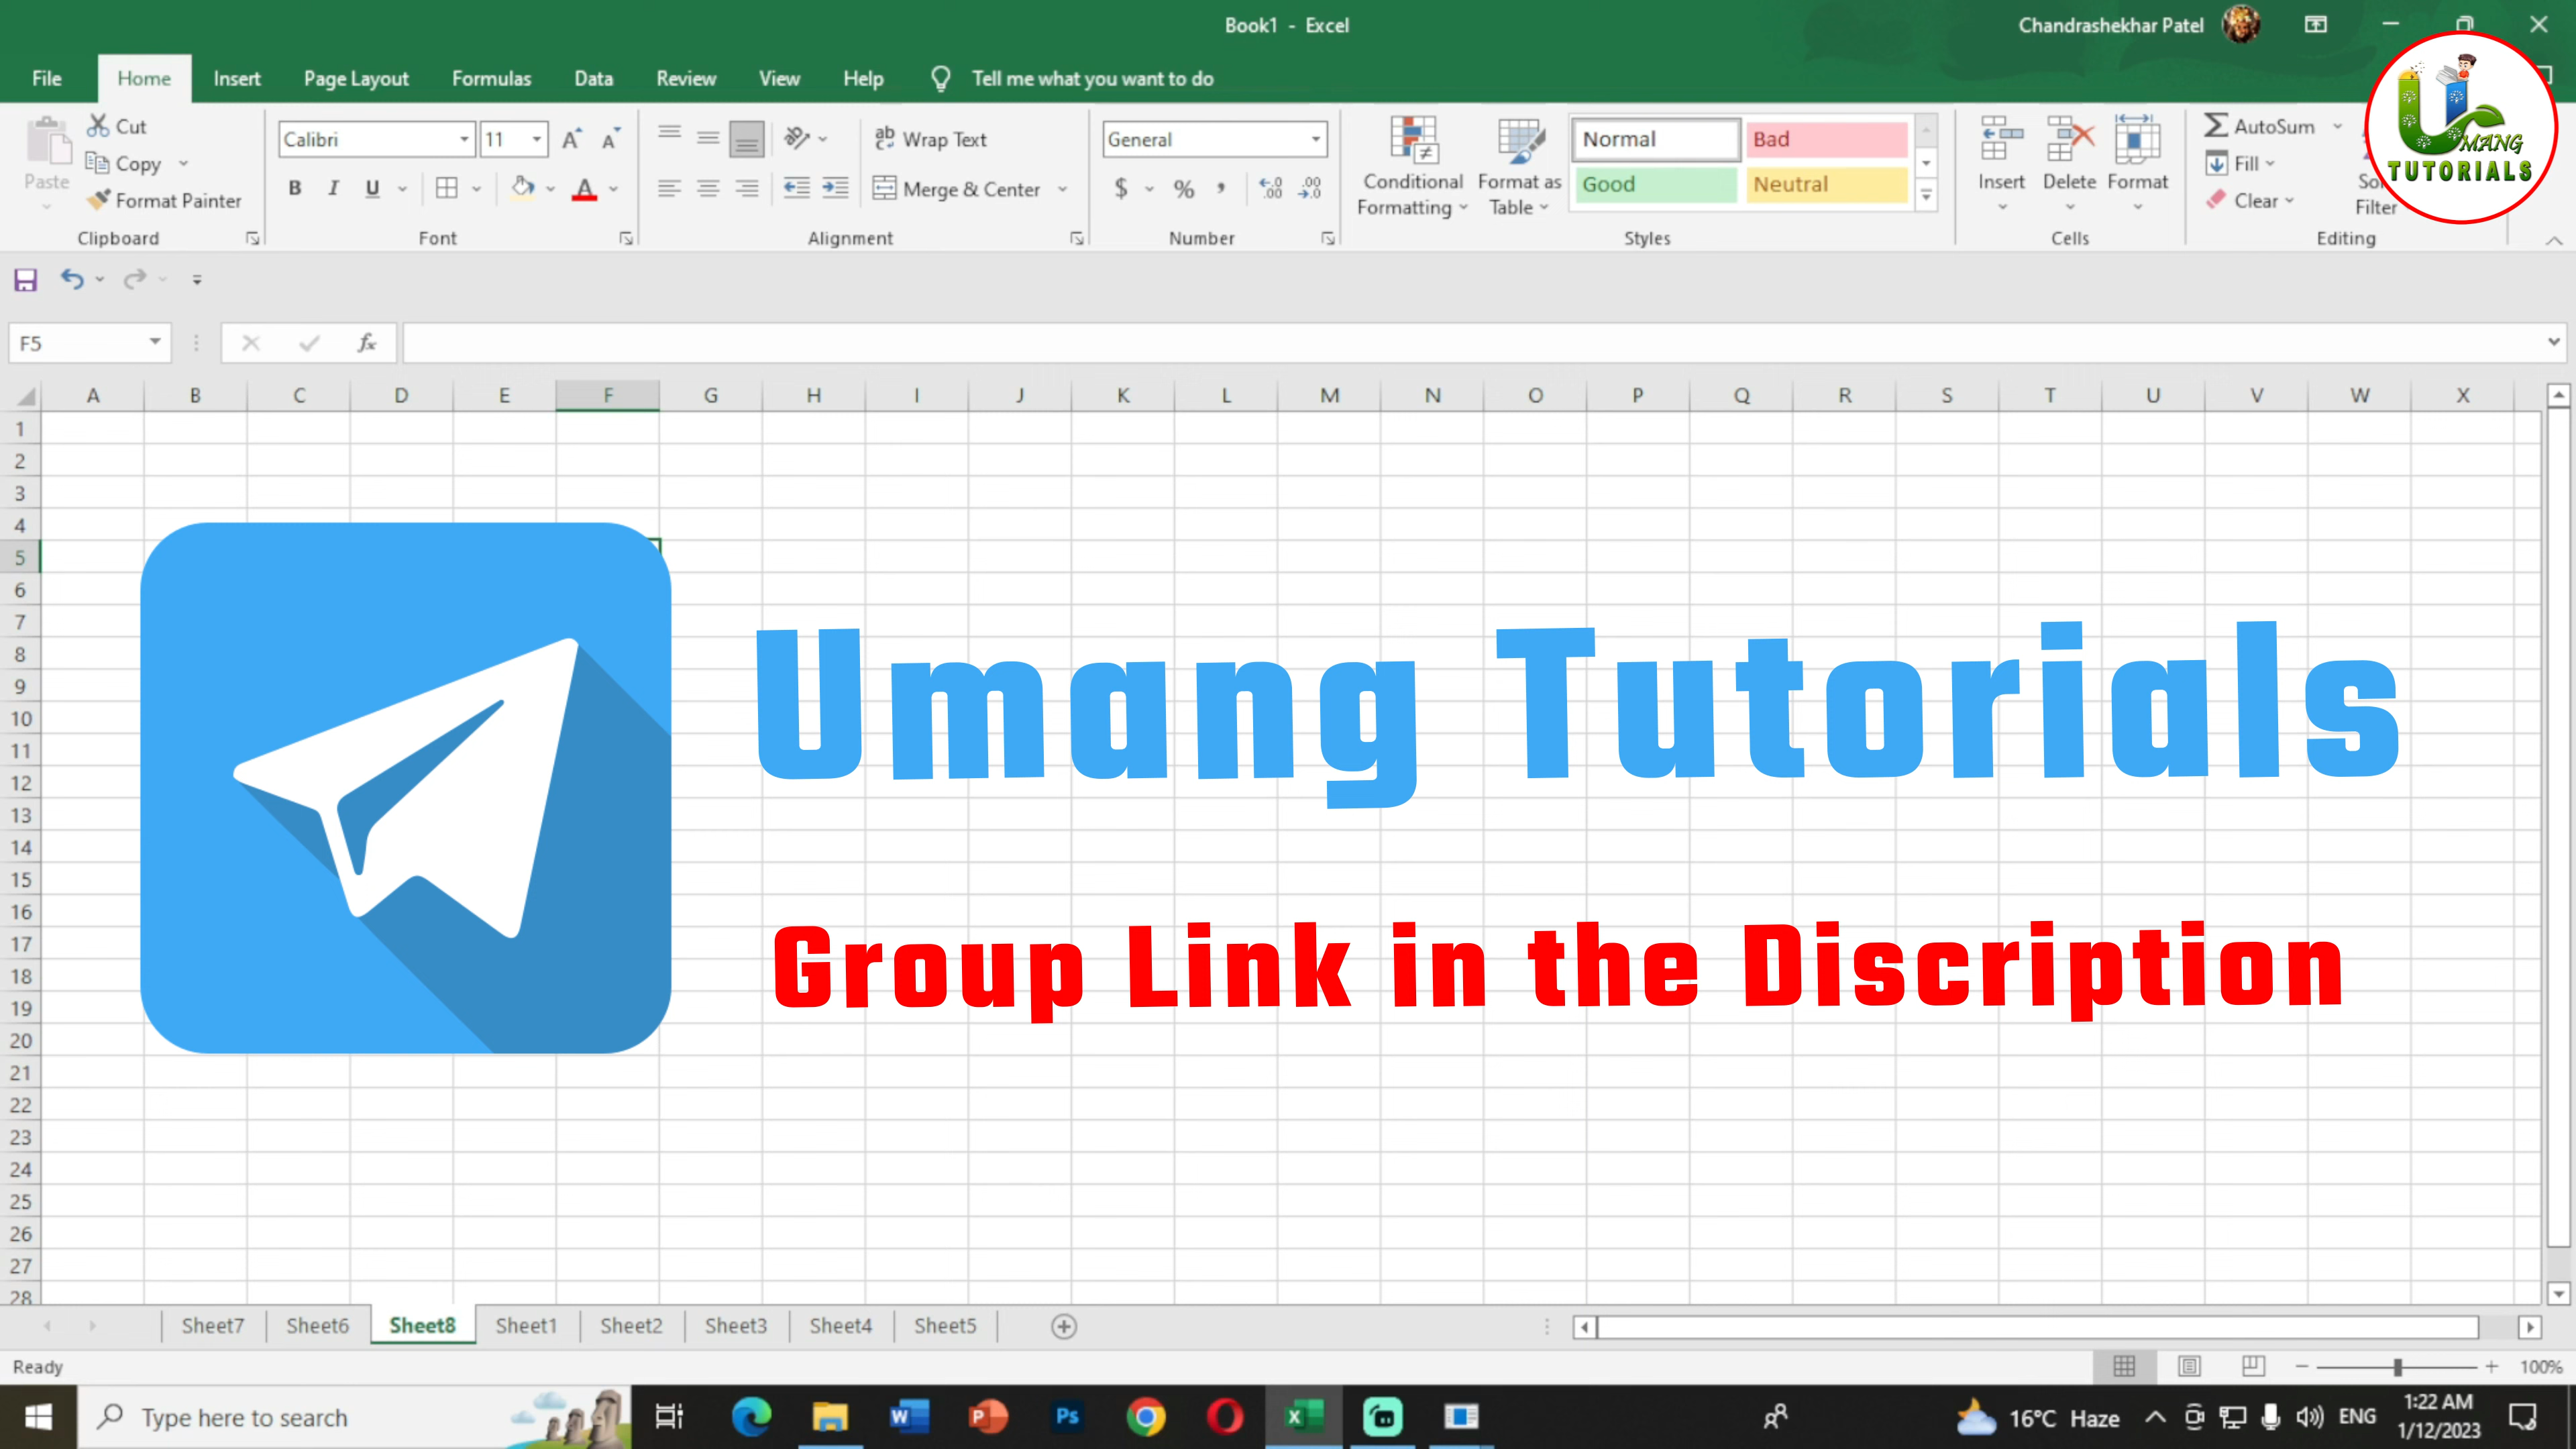 Book1 - Excel
Chandrashekhar Patel
File Home Insert Page Layout Formulas Data Review View Help Tell me what you want to do
Cut
Copy
Format Painter
Paste
Clipboard
Calibri 11
B I U
Font
Wrap Text
Merge & Center
Alignment
General
$ % ,
Number
Conditional Formatting
Format as Table
Normal Bad
Good Neutral
Styles
Insert Delete Format
Cells
AutoSum
Fill
Clear
Filter
Editing
UMANG
TUTORIALS
F5 fx
A B C D E F G H I J K L M N O P Q R S T U V W X
1
2
3
4
5
6
7
8
9
10
11
12
13
14
15
16
17
18
19
20
21
22
23
24
25
26
27
28
Umang Tutorials
Group Link in the Discription
Sheet7 Sheet6 Sheet8 Sheet1 Sheet2 Sheet3 Sheet4 Sheet5
Ready
100%
Type here to search
16°C Haze
ENG
1:22 AM
1/12/2023